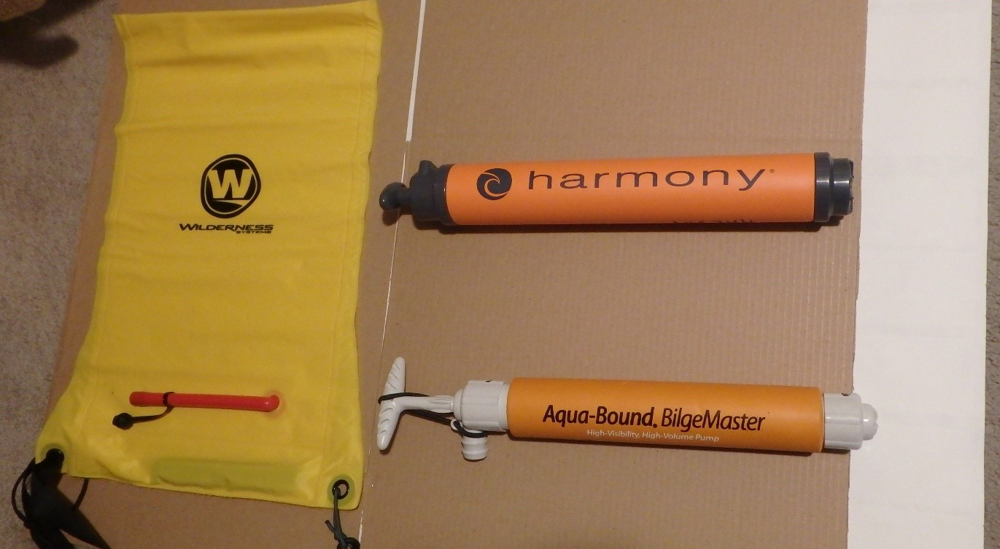 W
WILDERNESS
SYSTEMS
harmony®
Aqua-Bound. BilgeMaster
High-Visibility, High-Volume Pump